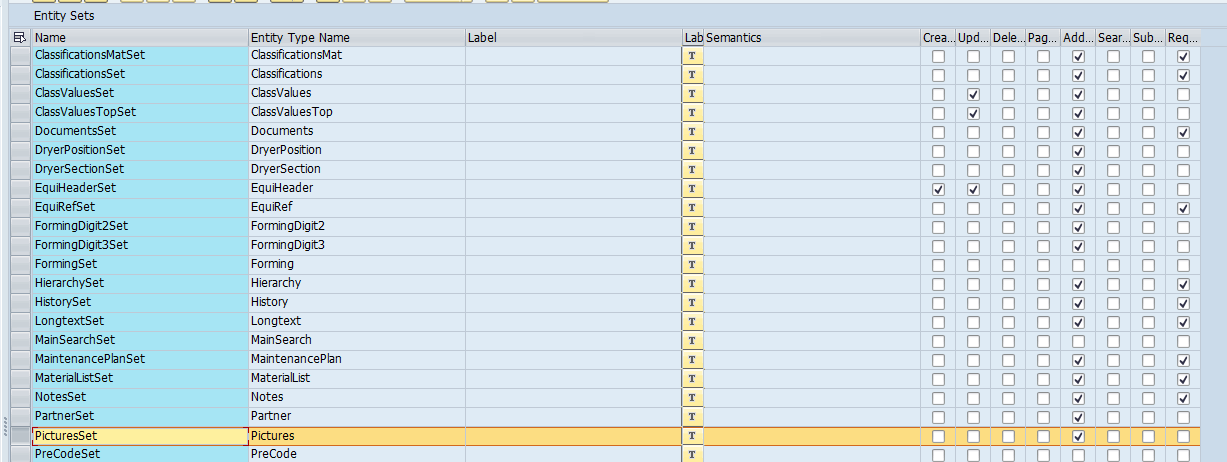 Entity Sets
Name Entity Type Name Label Lab Semantics Crea... Upd... Dele... Pag... Add... Sear... Sub... Req...
ClassificationsMatSet ClassificationsMat T
ClassificationsSet Classifications T
ClassValuesSet ClassValues T
ClassValuesTopSet ClassValuesTop T
DocumentsSet Documents T
DryerPositionSet DryerPosition T
DryerSectionSet DryerSection T
EquiHeaderSet EquiHeader T
EquiRefSet EquiRef T
FormingDigit2Set FormingDigit2 T
FormingDigit3Set FormingDigit3 T
FormingSet Forming T
HierarchySet Hierarchy T
HistorySet History T
LongtextSet Longtext T
MainSearchSet MainSearch T
MaintenancePlanSet MaintenancePlan T
MaterialListSet MaterialList T
NotesSet Notes T
PartnerSet Partner T
PicturesSet Pictures T
PreCodeSet PreCode T